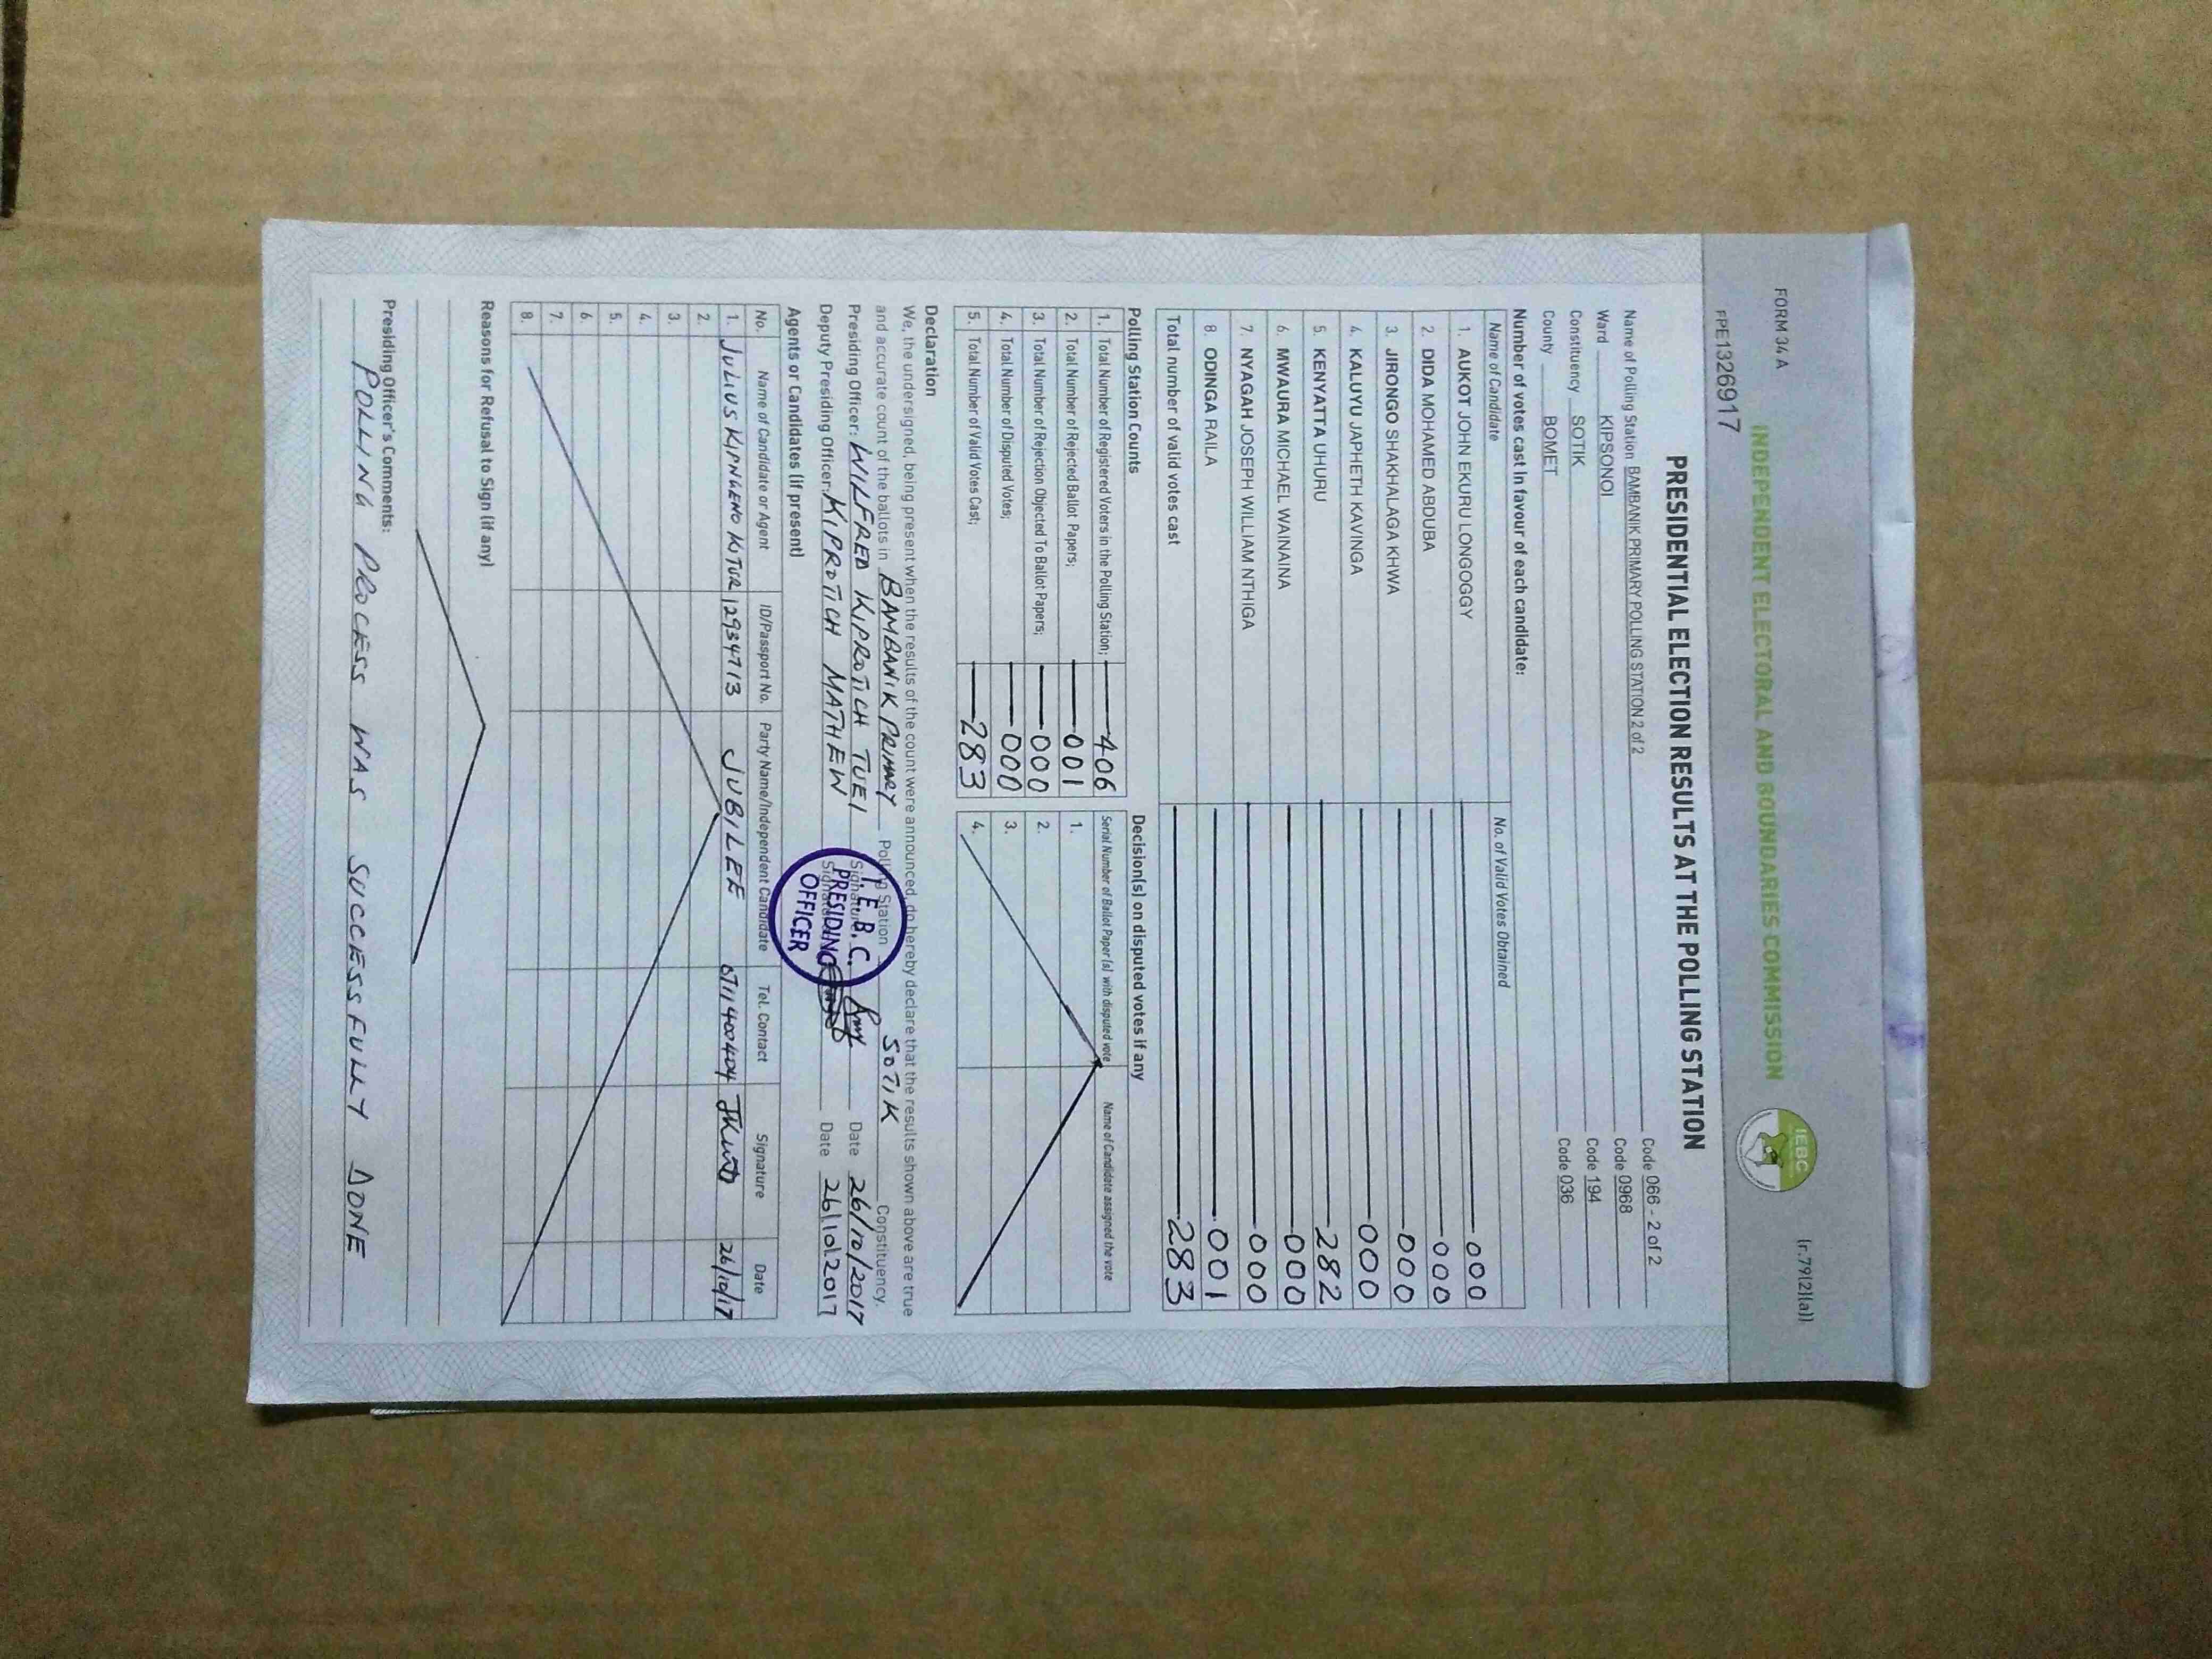 FORM 34 A
(r.79(2)(a))
INDEPENDENT ELECTORAL AND BOUNDARIES COMMISSION
IEBC
FPE1326917
PRESIDENTIAL ELECTION RESULTS AT THE POLLING STATION
Name of Polling Station BAMBANIK PRIMARY POLLING STATION 2 of 2 Code 066 - 2 of 2
Ward KIPSONOI Code 0968
Constituency SOTIK Code 194
County BOMET Code 036
Number of votes cast in favour of each candidate:
Name of Candidate No. of Valid Votes Obtained
1. AUKOT JOHN EKURU LONGOGGY 000
2. DIDA MOHAMED ABDUBA 000
3. JIRONGO SHAKHALAGA KHWA 000
4. KALUYU JAPHETH KAVINGA 000
5. KENYATTA UHURU 282
6. MWAURA MICHAEL WAINAINA 000
7. NYAGAH JOSEPH WILLIAM NTHIGA 000
8 ODINGA RAILA 001
Total number of valid votes cast 283
Polling Station Counts
1. Total Number of Registered Voters in the Polling Station; 406
2. Total Number of Rejected Ballot Papers; 001
3. Total Number of Rejection Objected To Ballot Papers; 000
4. Total Number of Disputed Votes; 000
5. Total Number of Valid Votes Cast; 283
Decision(s) on disputed votes if any
Serial Number of Ballot Paper(s) with disputed vote Name of Candidate assigned the vote
1.
2.
3.
4.
Declaration
We, the undersigned, being present when the results of the count were announced, do hereby declare that the results shown above are true
and accurate count of the ballots in BAMBANIK PRIMARY Polling Station SOTIK Constituency.
Presiding Officer: WILFRED KIPROTICH TUEI Signature Date 26/10/2017
Deputy Presiding Officer: KIPROTICH MATHEW Signature Date 26/10/2017
I.E.B.C.
PRESIDING
OFFICER
Agents or Candidates (if present)
No. Name of Candidate or Agent ID/Passport No. Party Name/Independent Candidate Tel. Contact Signature Date
1. JULIUS KIPNGENO KITUR 12934713 JUBILEE 0711400404 26/10/17
2.
3.
4.
5.
6.
7.
8.
Reasons for Refusal to Sign (if any)
Presiding Officer's Comments:
POLLING PROCESS WAS SUCCESSFULLY DONE